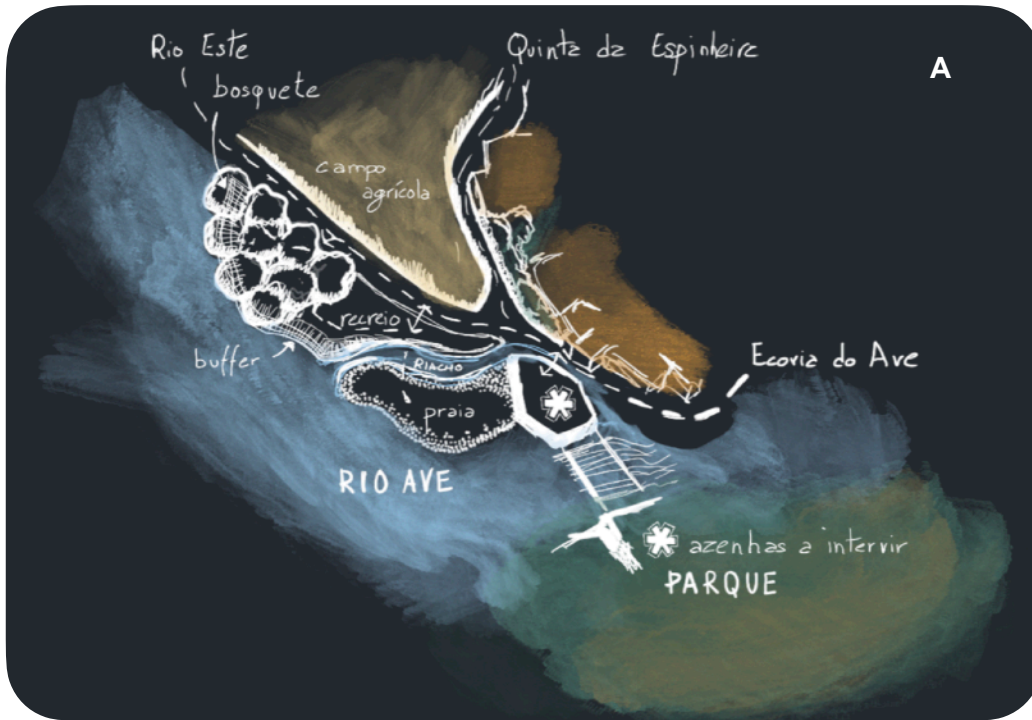 Rio Este
Quinta da Espinheira
A
bosquete
campo
agrícola
recreio
buffer
RIACHO
Ecovia do Ave
praia
RIO AVE
azenhas a intervir
PARQUE